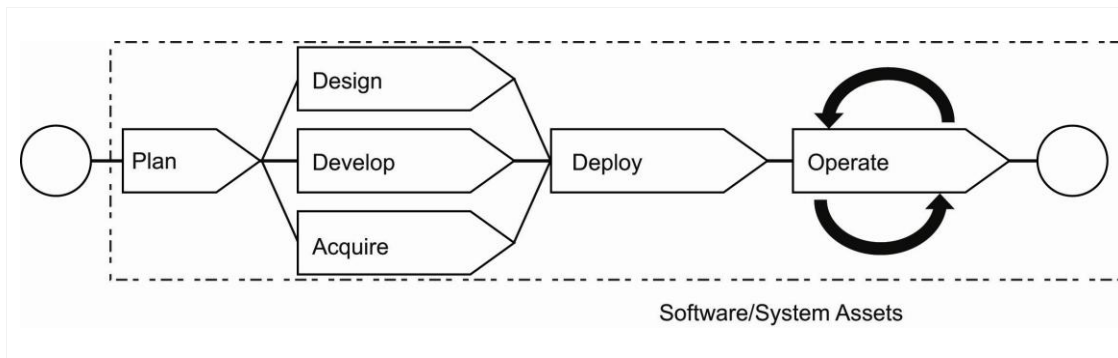 Plan
Design
Develop
Acquire
Deploy
Operate
Software/System Assets